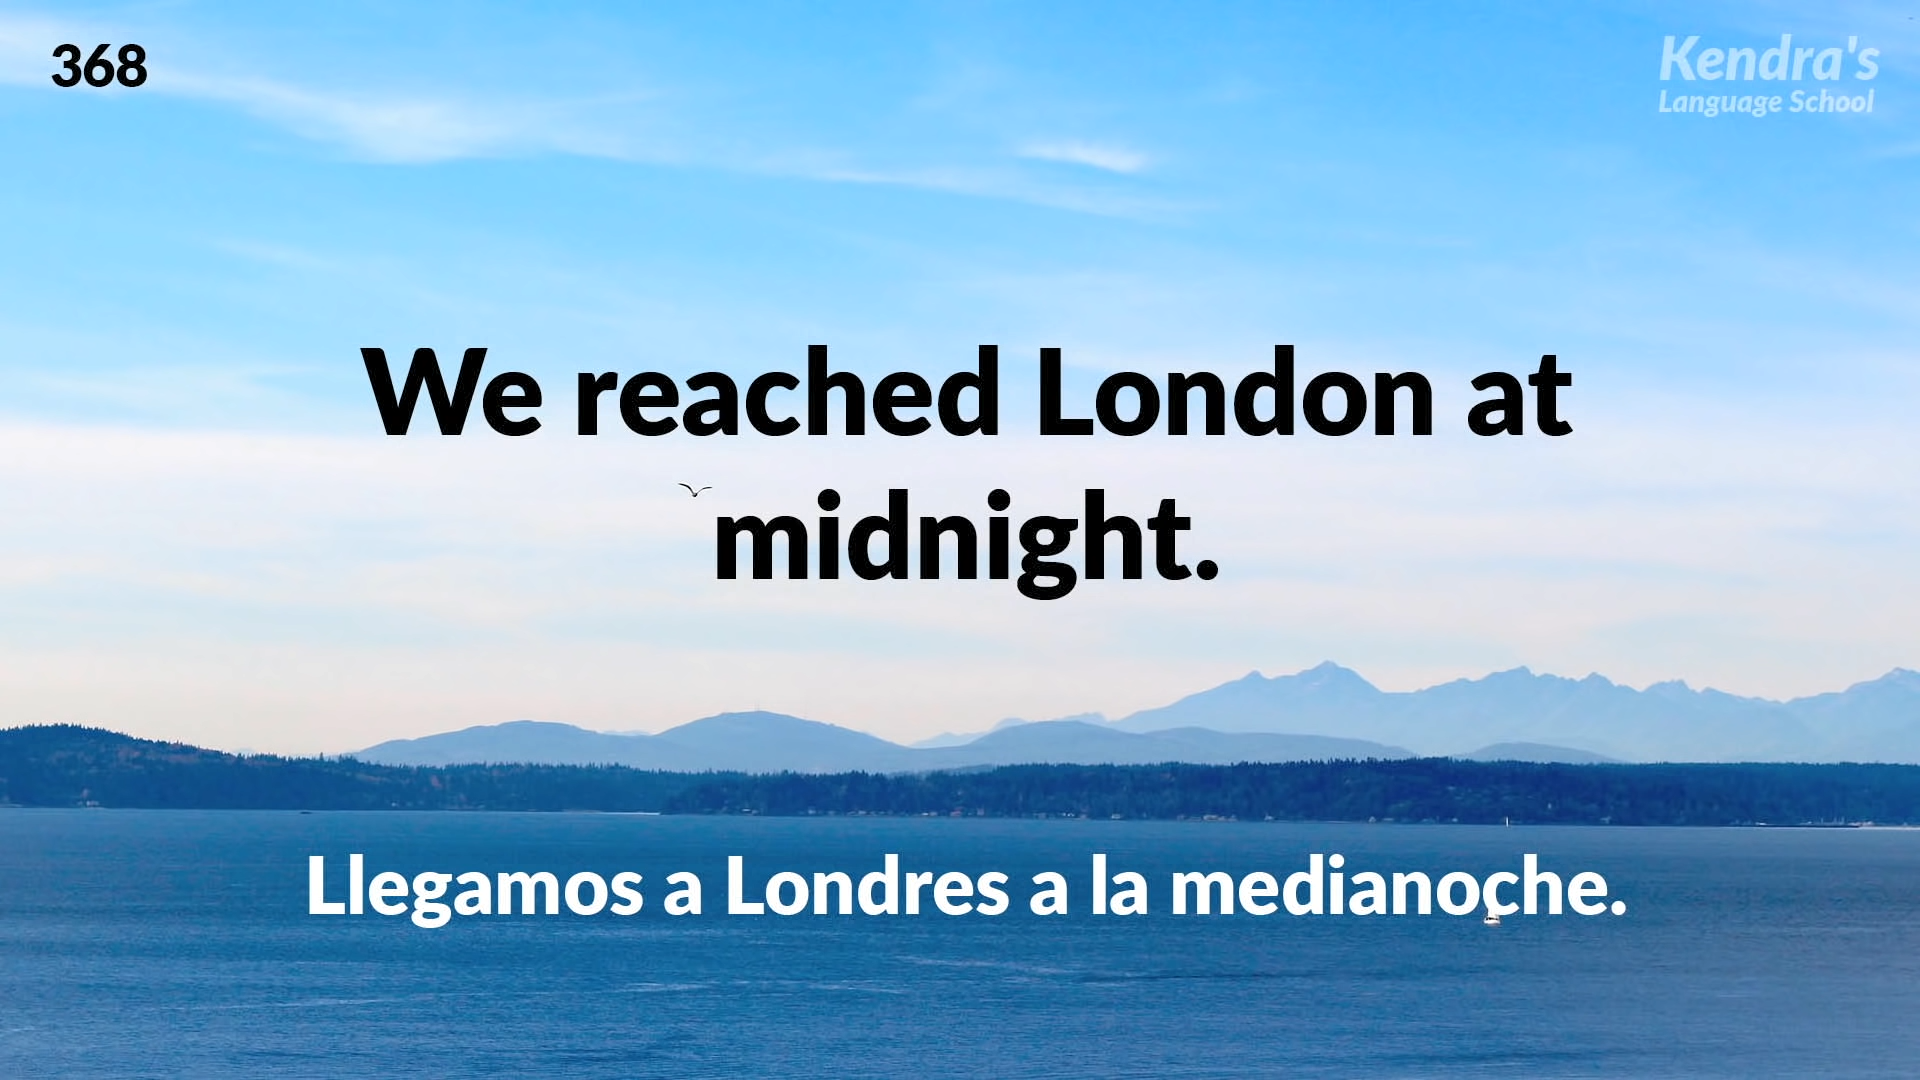 368
Kendra's
Language School
We reached London at
midnight.
Llegamos a Londres a la medianoche.